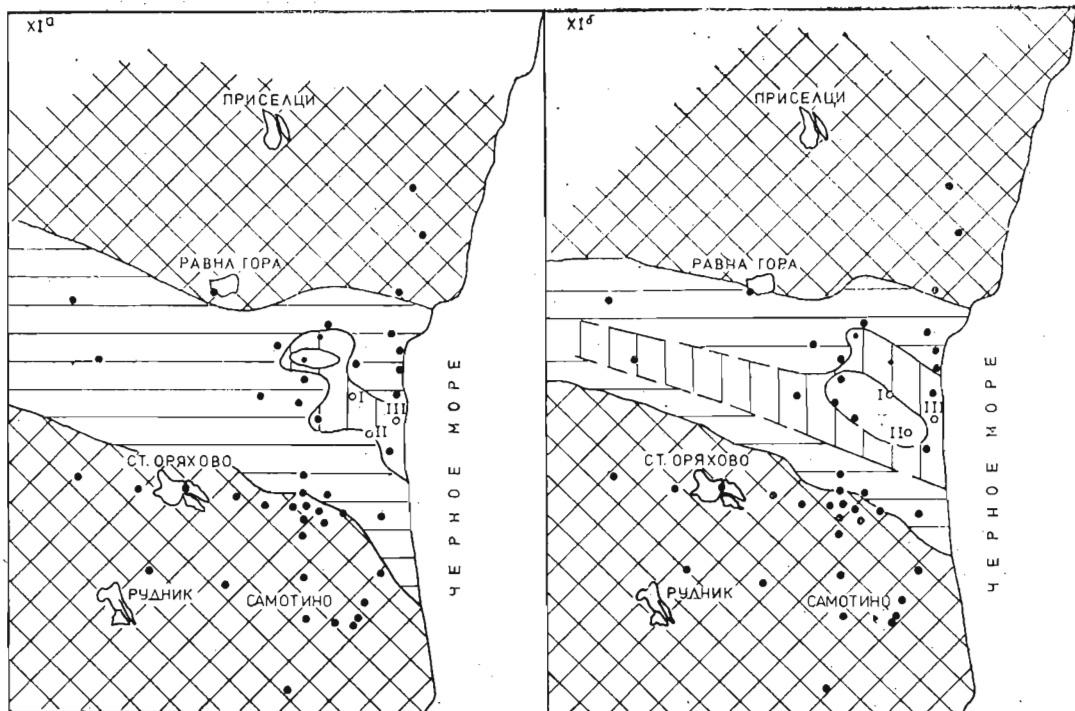 XIа
ПРИСЕЛЦИ
РАВНА ГОРА
I
III
II
СТ. ОРЯХОВО
РУДНИК
САМОТИНО
ЧЕРНОЕ МОРЕ
XIб
ПРИСЕЛЦИ
РАВНА ГОРА
I
III
II
СТ. ОРЯХОВО
РУДНИК
САМОТИНО
ЧЕРНОЕ МОРЕ